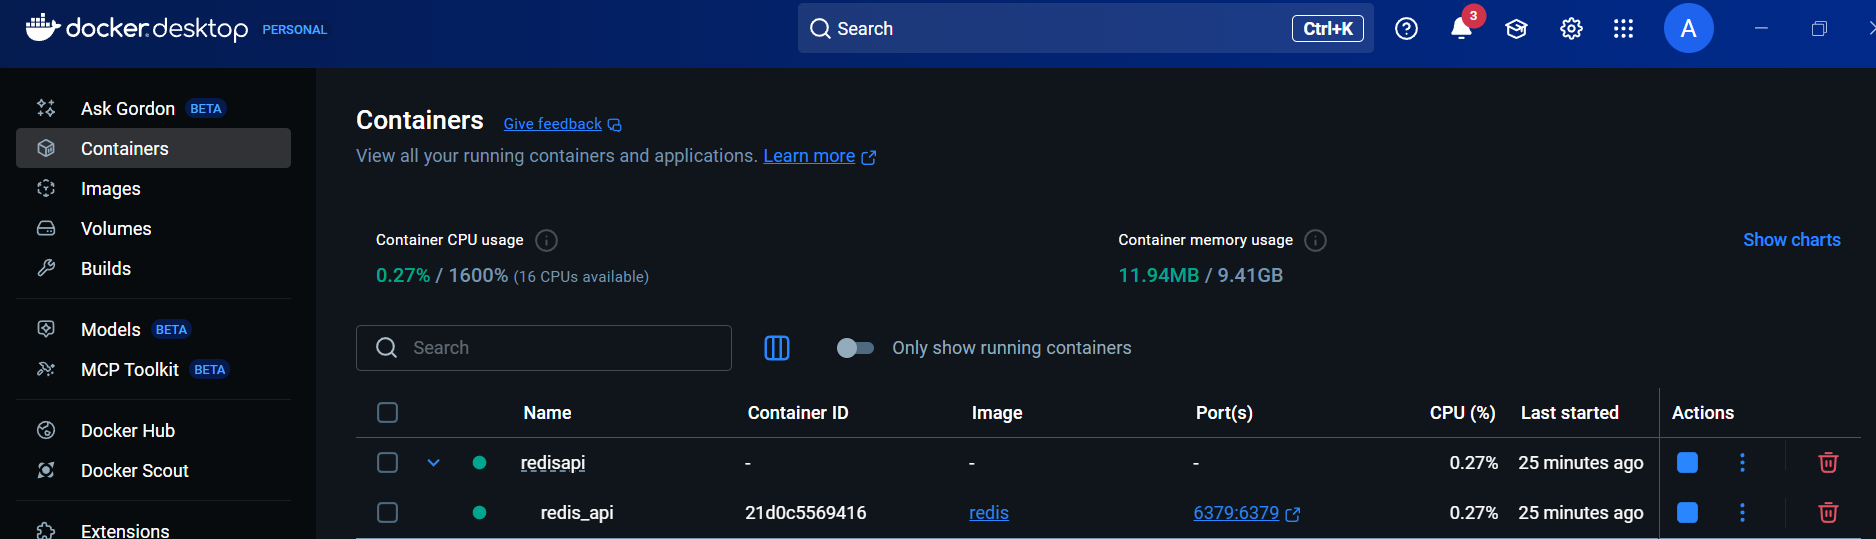 docker.desktop PERSONAL
Search Ctrl+K
3
A
Ask Gordon BETA
Containers
Images
Volumes
Builds
Models BETA
MCP Toolkit BETA
Docker Hub
Docker Scout
Extensions
Containers Give feedback
View all your running containers and applications. Learn more
Container CPU usage
0.27% / 1600% (16 CPUs available)
Container memory usage
11.94MB / 9.41GB
Show charts
Search
Only show running containers
Name Container ID Image Port(s) CPU (%) Last started Actions
redisapi - - - 0.27% 25 minutes ago
redis_api 21d0c5569416 redis 6379:6379 0.27% 25 minutes ago